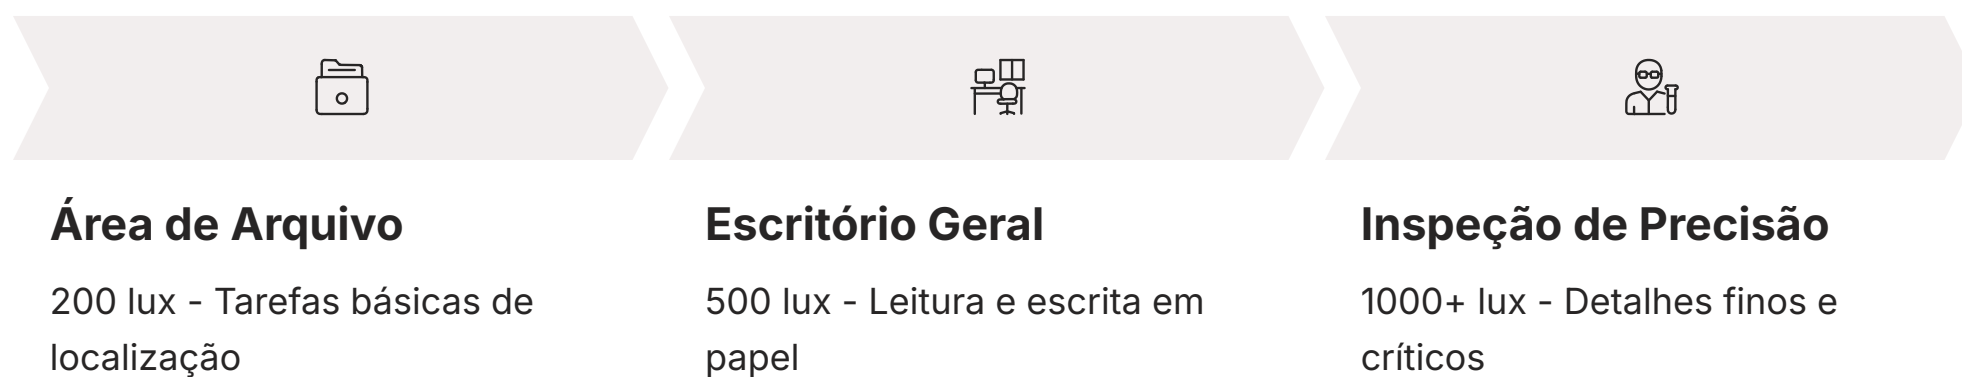 Área de Arquivo
200 lux - Tarefas básicas de
localização
Escritório Geral
500 lux - Leitura e escrita em
papel
Inspeção de Precisão
1000+ lux - Detalhes finos e
críticos